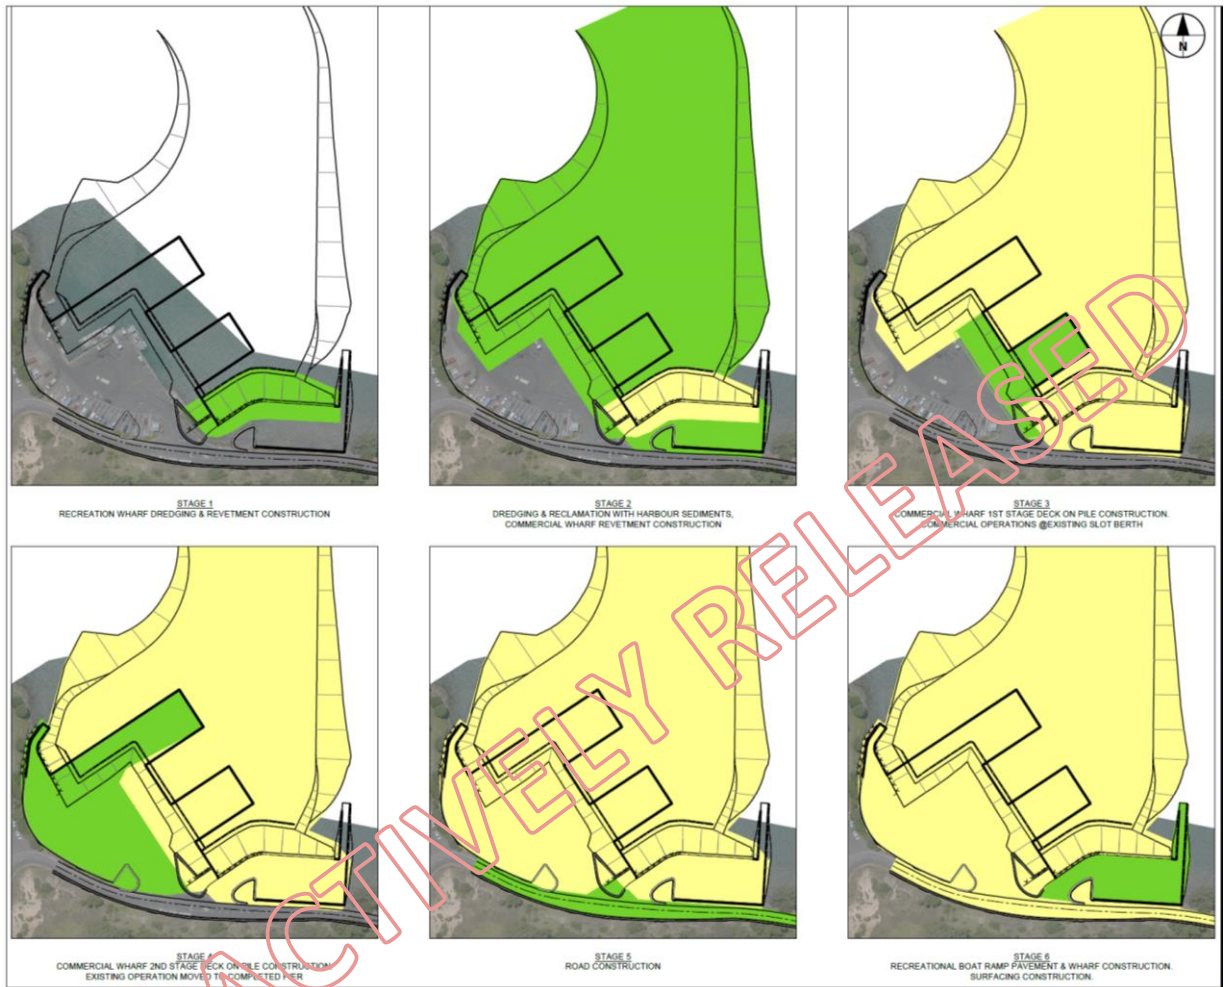 N
STAGE 1
RECREATION WHARF DREDGING & REVETMENT CONSTRUCTION
STAGE 2
DREDGING & RECLAMATION WITH HARBOUR SEDIMENTS,
COMMERCIAL WHARF REVETMENT CONSTRUCTION
STAGE 3
COMMERCIAL WHARF 1ST STAGE DECK ON PILE CONSTRUCTION.
COMMERCIAL OPERATIONS @EXISTING SLOT BERTH
STAGE 4
COMMERCIAL WHARF 2ND STAGE DECK ON PILE CONSTRUCTION
EXISTING OPERATION MOVED TO COMPLETED PIER
STAGE 5
ROAD CONSTRUCTION
STAGE 6
RECREATIONAL BOAT RAMP PAVEMENT & WHARF CONSTRUCTION.
SURFACING CONSTRUCTION.
ACTIVELY RELEASED